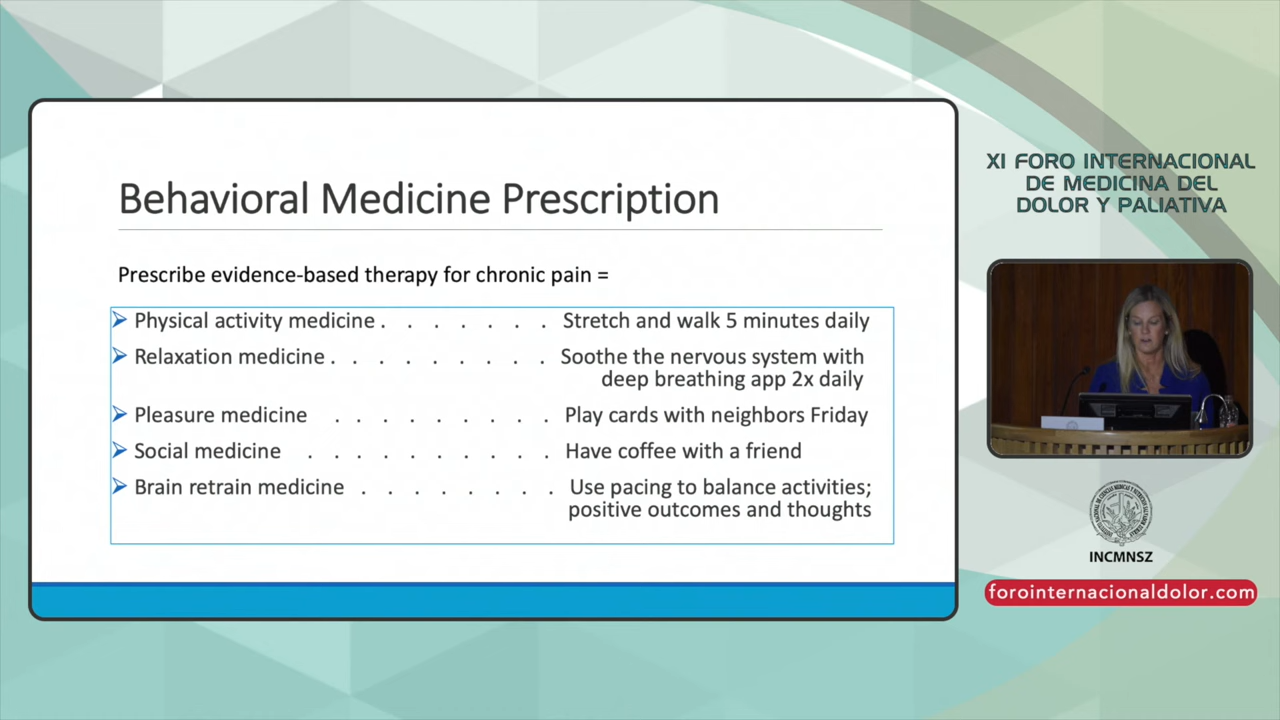 Behavioral Medicine Prescription
Prescribe evidence-based therapy for chronic pain =
➢ Physical activity medicine . . . . . . . Stretch and walk 5 minutes daily
➢ Relaxation medicine . . . . . . . . . Soothe the nervous system with
deep breathing app 2x daily
➢ Pleasure medicine . . . . . . . . . Play cards with neighbors Friday
➢ Social medicine . . . . . . . . . . Have coffee with a friend
➢ Brain retrain medicine . . . . . . . . Use pacing to balance activities;
positive outcomes and thoughts
XI FORO INTERNACIONAL
DE MEDICINA DEL
DOLOR Y PALIATIVA
INCMNSZ
forointernacionaldolor.com